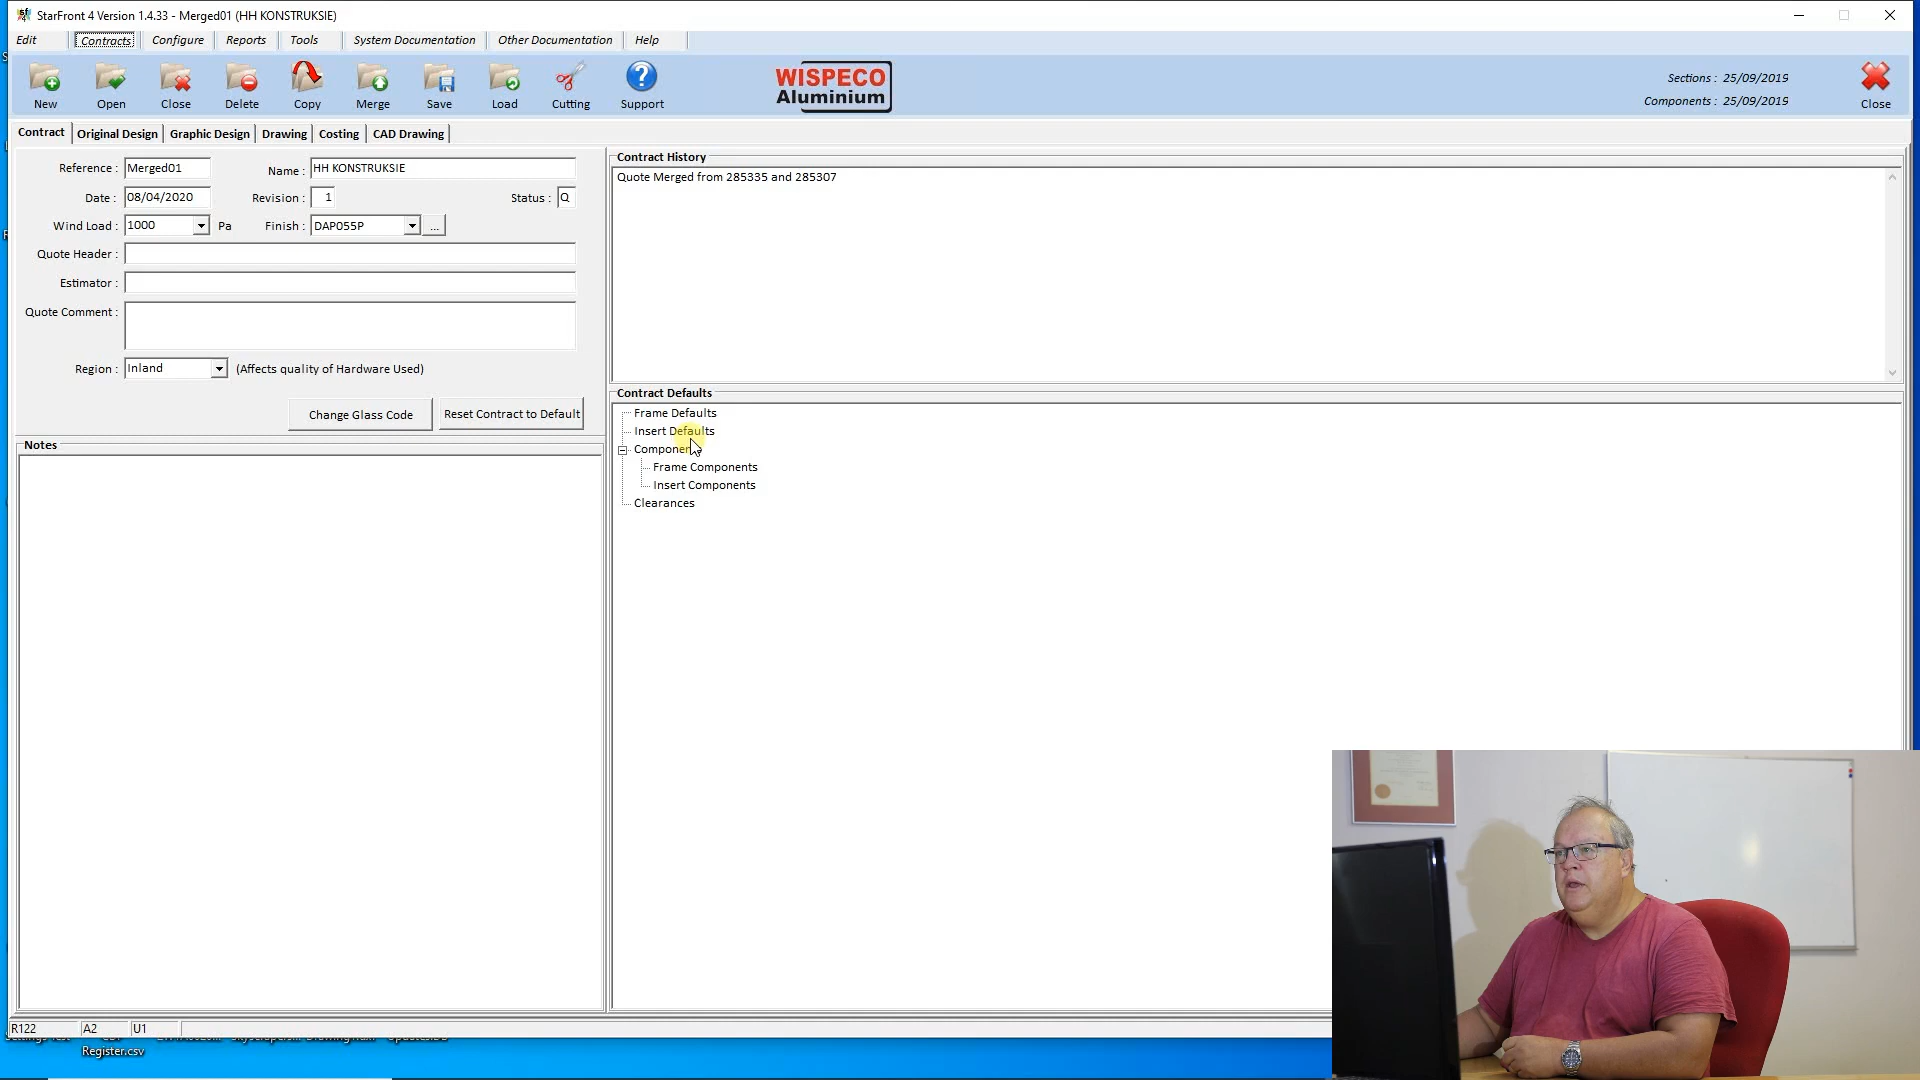 StarFront 4 Version 1.4.33 - Merged01 (HH KONSTRUKSIE)
Edit Contracts Configure Reports Tools System Documentation Other Documentation Help
New Open Close Delete Copy Merge Save Load Cutting Support
WISPECO
Aluminium
Sections : 25/09/2019
Components : 25/09/2019
Close
Contract Original Design Graphic Design Drawing Costing CAD Drawing
Reference : Merged01 Name : HH KONSTRUKSIE
Date : 08/04/2020 Revision : 1 Status : Q
Wind Load : 1000 Pa Finish : DAP055P ...
Quote Header :
Estimator :
Quote Comment :
Region : Inland (Affects quality of Hardware Used)
Change Glass Code Reset Contract to Default
Notes
Contract History
Quote Merged from 285335 and 285307
Contract Defaults
Frame Defaults
Insert Defaults
Frame Components
Insert Components
Clearances
R122 A2 U1
Register.csv